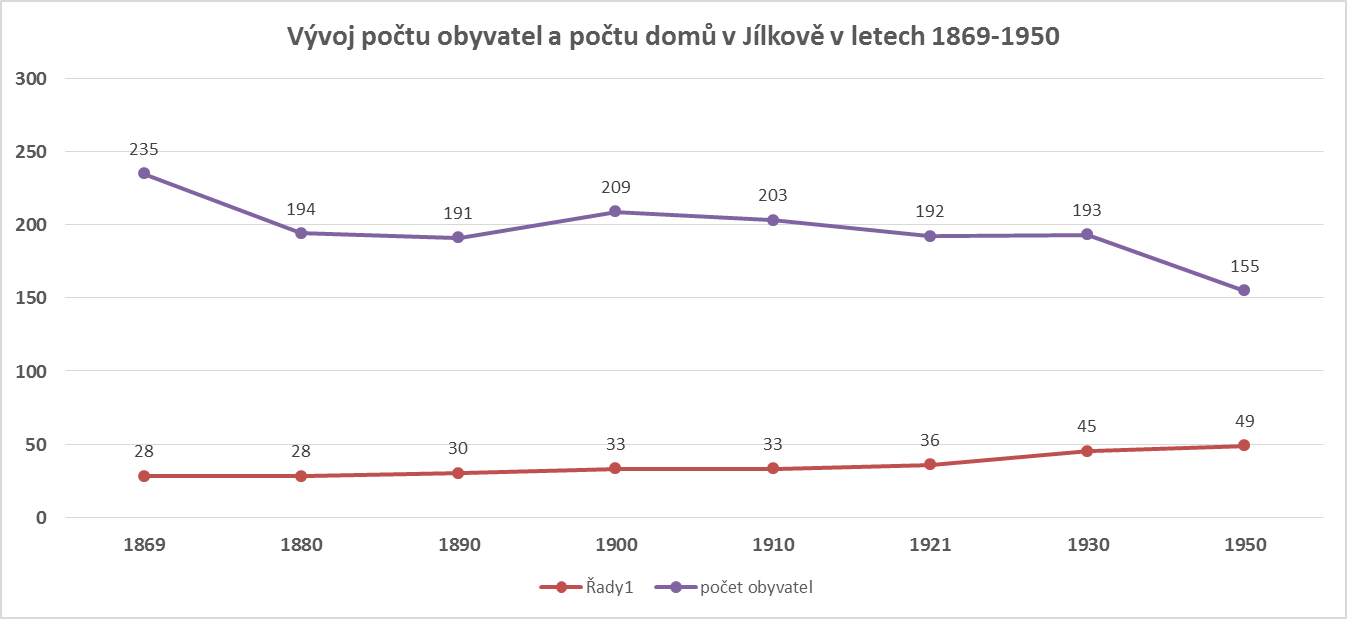 Vývoj počtu obyvatel a počtu domů v Jílkově v letech 1869-1950
300
250
200
150
100
50
0
235 194 191 209 203 192 193 155
28 28 30 33 33 36 45 49
1869 1880 1890 1900 1910 1921 1930 1950
Řady1 počet obyvatel